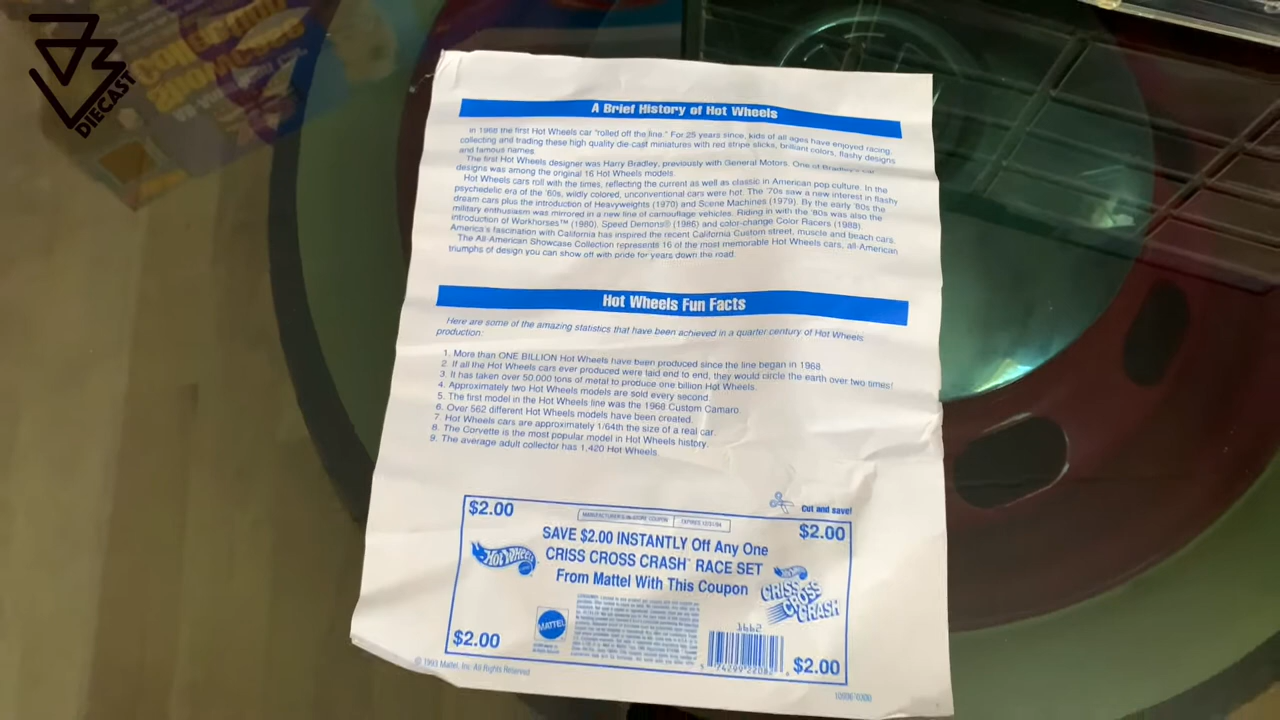 JV3
DIECAST
A Brief History of Hot Wheels
In 1968 the first Hot Wheels car "rolled off the line." For 25 years since, kids of all ages have enjoyed racing,
collecting and trading these high quality die-cast miniatures with red stripe slicks, brilliant colors, flashy designs
and famous names.
The first Hot Wheels designer was Harry Bradley, previously with General Motors. One of Bradley's car
designs was among the original 16 Hot Wheels models.
Hot Wheels cars roll with the times, reflecting the current as well as classic in American pop culture. In the
psychedelic era of the '60s, wildly colored, unconventional cars were hot. The '70s saw a new interest in flashy
dream cars plus the introduction of Heavyweights (1970) and Scene Machines (1979). By the early '80s the
military enthusiasm was mirrored in a new line of camouflage vehicles. Riding in with the '80s was also the
introduction of Workhorses™ (1980), Speed Demons® (1986) and color-change Color Racers (1988).
America's fascination with California has inspired the recent California Custom street, muscle and beach cars.
The All-American Showcase Collection represents 16 of the most memorable Hot Wheels cars, all-American
triumphs of design you can show off with pride for years down the road.
Hot Wheels Fun Facts
Here are some of the amazing statistics that have been achieved in a quarter century of Hot Wheels
production:
1. More than ONE BILLION Hot Wheels have been produced since the line began in 1968.
2. If all the Hot Wheels cars ever produced were laid end to end, they would circle the earth over two times!
3. It has taken over 50,000 tons of metal to produce one billion Hot Wheels.
4. Approximately two Hot Wheels models are sold every second.
5. The first model in the Hot Wheels line was the 1968 Custom Camaro.
6. Over 562 different Hot Wheels models have been created.
7. Hot Wheels cars are approximately 1/64th the size of a real car.
8. The Corvette is the most popular model in Hot Wheels history.
9. The average adult collector has 1,420 Hot Wheels.
Cut and save!
$2.00
MANUFACTURER'S IN-STORE COUPON EXPIRES 12/31/94
$2.00
SAVE $2.00 INSTANTLY Off Any One
CRISS CROSS CRASH™ RACE SET
From Mattel With This Coupon
HOT WHEELS
CRISS
CROSS
CRASH
MATTEL
1662
$2.00
$2.00
© 1993 Mattel, Inc. All Rights Reserved